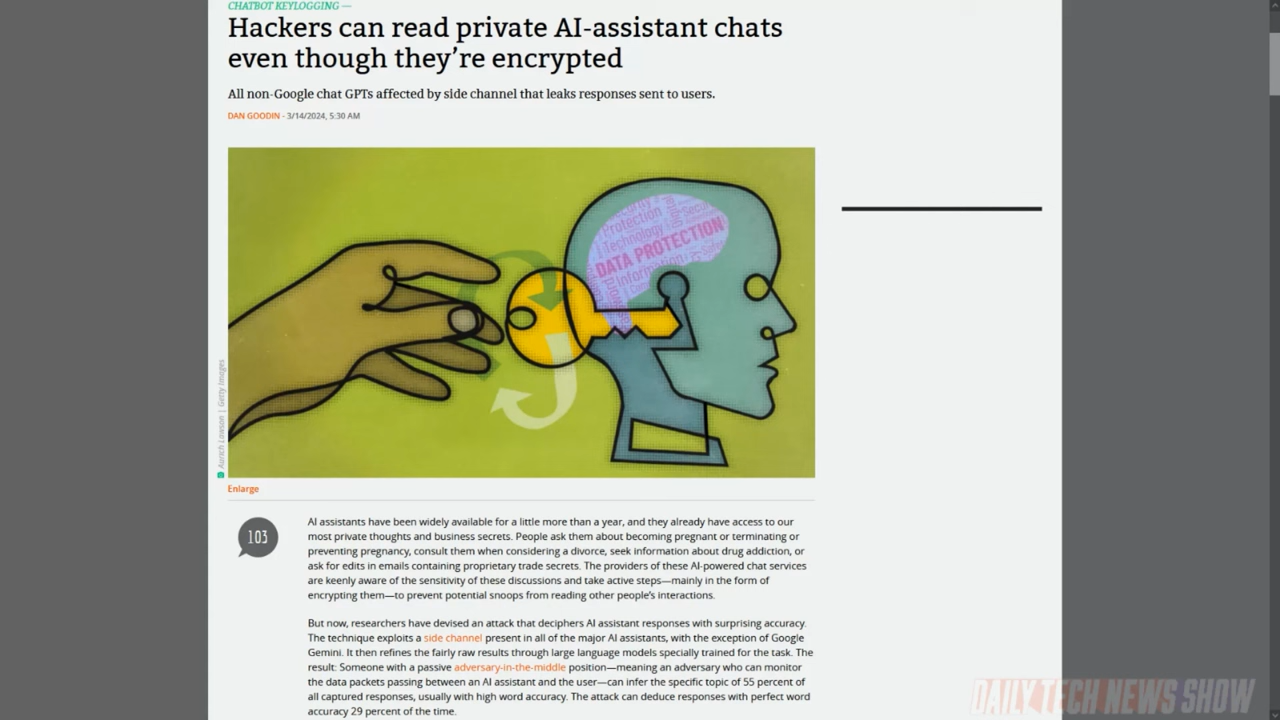 CHATBOT KEYLOGGING —
Hackers can read private AI-assistant chats
even though they’re encrypted
All non-Google chat GPTs affected by side channel that leaks responses sent to users.
DAN GOODIN - 3/14/2024, 5:30 AM
Protection
Technology
DATA PROTECTION
Information
Aurich Lawson | Getty Images
Enlarge
103
AI assistants have been widely available for a little more than a year, and they already have access to our
most private thoughts and business secrets. People ask them about becoming pregnant or terminating or
preventing pregnancy, consult them when considering a divorce, seek information about drug addiction, or
ask for edits in emails containing proprietary trade secrets. The providers of these AI-powered chat services
are keenly aware of the sensitivity of these discussions and take active steps—mainly in the form of
encrypting them—to prevent potential snoops from reading other people’s interactions.
But now, researchers have devised an attack that deciphers AI assistant responses with surprising accuracy.
The technique exploits a side channel present in all of the major AI assistants, with the exception of Google
Gemini. It then refines the fairly raw results through large language models specially trained for the task. The
result: Someone with a passive adversary-in-the-middle position—meaning an adversary who can monitor
the data packets passing between an AI assistant and the user—can infer the specific topic of 55 percent of
all captured responses, usually with high word accuracy. The attack can deduce responses with perfect word
accuracy 29 percent of the time.
DAILY TECH NEWS SHOW